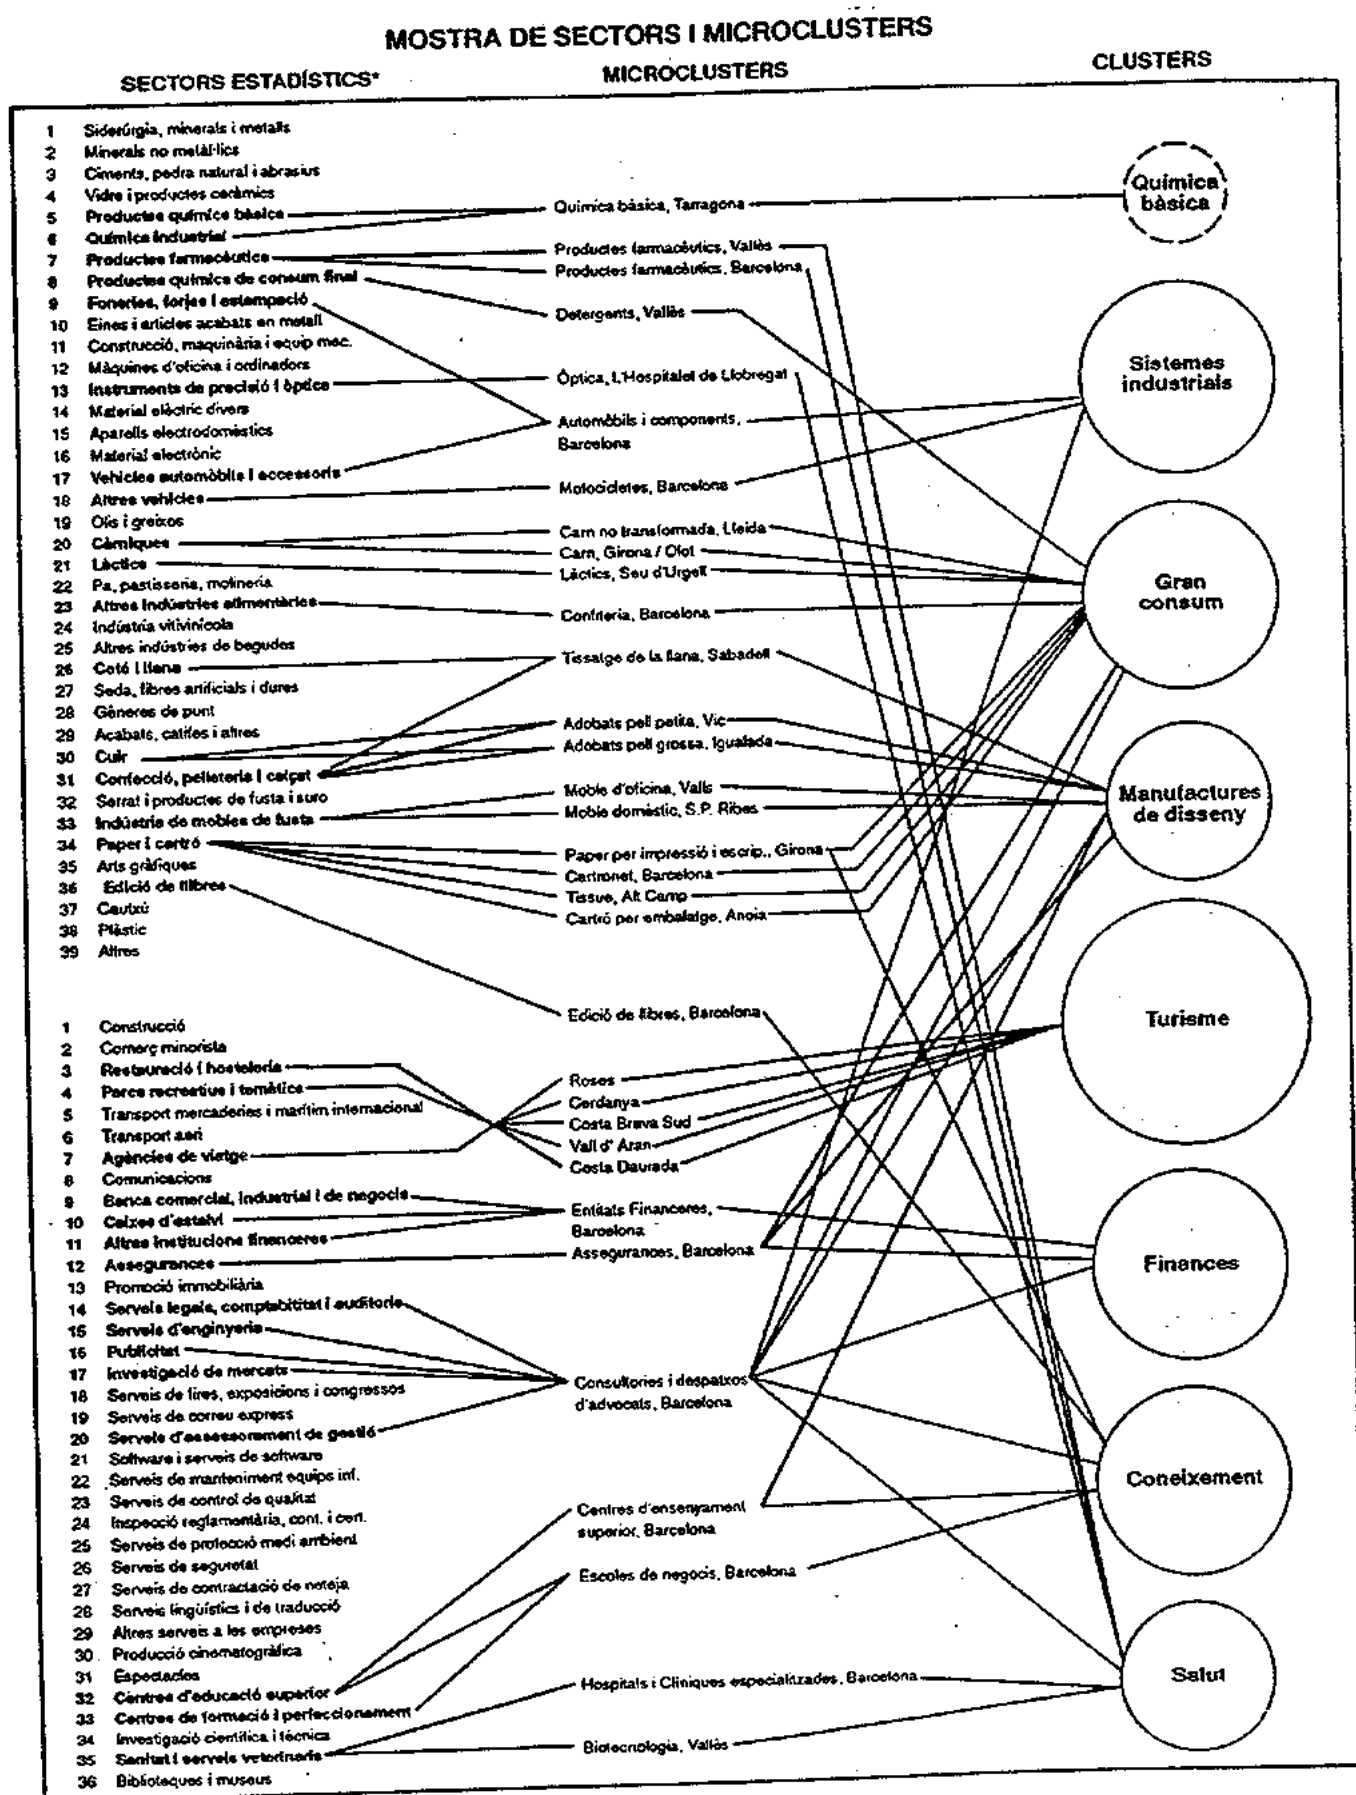 MOSTRA DE SECTORS I MICROCLUSTERS
SECTORS ESTADÍSTICS*
MICROCLUSTERS
CLUSTERS
1 Siderúrgia, minerals i metalls
2 Minerals no metàl·lics
3 Ciments, pedra natural i abrasius
4 Vidre i productes ceràmics
5 Productes química bàsica
6 Química industrial
7 Productes farmacèutics
8 Productes química de consum final
9 Foneries, forjes i estampació
10 Eines i articles acabats en metall
11 Construcció, maquinària i equip mec.
12 Màquines d'oficina i ordinadors
13 Instruments de precisió i òptica
14 Material elèctric divers
15 Aparells electrodomèstics
16 Material electrònic
17 Vehicles automòbils i accessoris
18 Altres vehicles
19 Olis i greixos
20 Càrniques
21 Làctics
22 Pa, pastisseria, molineria
23 Altres indústries alimentàries
24 Indústria vitivinícola
25 Altres indústries de begudes
26 Cotó i llana
27 Seda, fibres artificials i dures
28 Gèneres de punt
29 Acabats, catifes i altres
30 Cuir
31 Confecció, pelleteria i calçat
32 Serrat i productes de fusta i suro
33 Indústria de mobles de fusta
34 Paper i cartró
35 Arts gràfiques
36 Edició de llibres
37 Cautxú
38 Plàstic
39 Altres
1 Construcció
2 Comerç minorista
3 Restauració i hosteleria
4 Parcs recreatius i temàtics
5 Transport mercaderies i marítim internacional
6 Transport aeri
7 Agències de viatge
8 Comunicacions
9 Banca comercial, industrial i de negocis
10 Caixes d'estalvi
11 Altres institucions financeres
12 Assegurances
13 Promoció immobiliària
14 Serveis legals, comptabilitat i auditoria
15 Serveis d'enginyeria
16 Publicitat
17 Investigació de mercats
18 Serveis de fires, exposicions i congressos
19 Serveis de correu express
20 Serveis d'assessorament de gestió
21 Software i serveis de software
22 Serveis de manteniment equips inf.
23 Serveis de control de qualitat
24 Inspecció reglamentària, cont. i cert.
25 Serveis de protecció medi ambient
26 Serveis de seguretat
27 Serveis de contractació de neteja
28 Serveis lingüístics i de traducció
29 Altres serveis a les empreses
30 Producció cinematogràfica
31 Espectacles
32 Centres d'educació superior
33 Centres de formació i perfeccionament
34 Investigació científica i tècnica
35 Sanitat i serveis veterinaris
36 Biblioteques i museus
Química bàsica, Tarragona
Productes farmacèutics, Vallès
Productes farmacèutics, Barcelona
Detergents, Vallès
Òptica, L'Hospitalet de Llobregat
Automòbils i components,
Barcelona
Motocicletes, Barcelona
Carn no transformada, Lleida
Carn, Girona / Olot
Làctics, Seu d'Urgell
Confiteria, Barcelona
Tissatge de la llana, Sabadell
Adobats pell petita, Vic
Adobats pell grossa, Igualada
Moble d'oficina, Valls
Moble domèstic, S.P. Ribes
Paper per impressió i escrip., Girona
Cartronet, Barcelona
Tissue, Alt Camp
Cartró per embalatge, Anoia
Edició de llibres, Barcelona
Roses
Cerdanya
Costa Brava Sud
Vall d'Aran
Costa Daurada
Entitats Financeres,
Barcelona
Assegurances, Barcelona
Consultories i despatxos
d'advocats, Barcelona
Centres d'ensenyament
superior, Barcelona
Escoles de negocis, Barcelona
Hospitals i Clíniques especialitzades, Barcelona
Biotecnologia, Vallès
Química
bàsica
Sistemes
industrials
Gran
consum
Manufactures
de disseny
Turisme
Finances
Coneixement
Salut